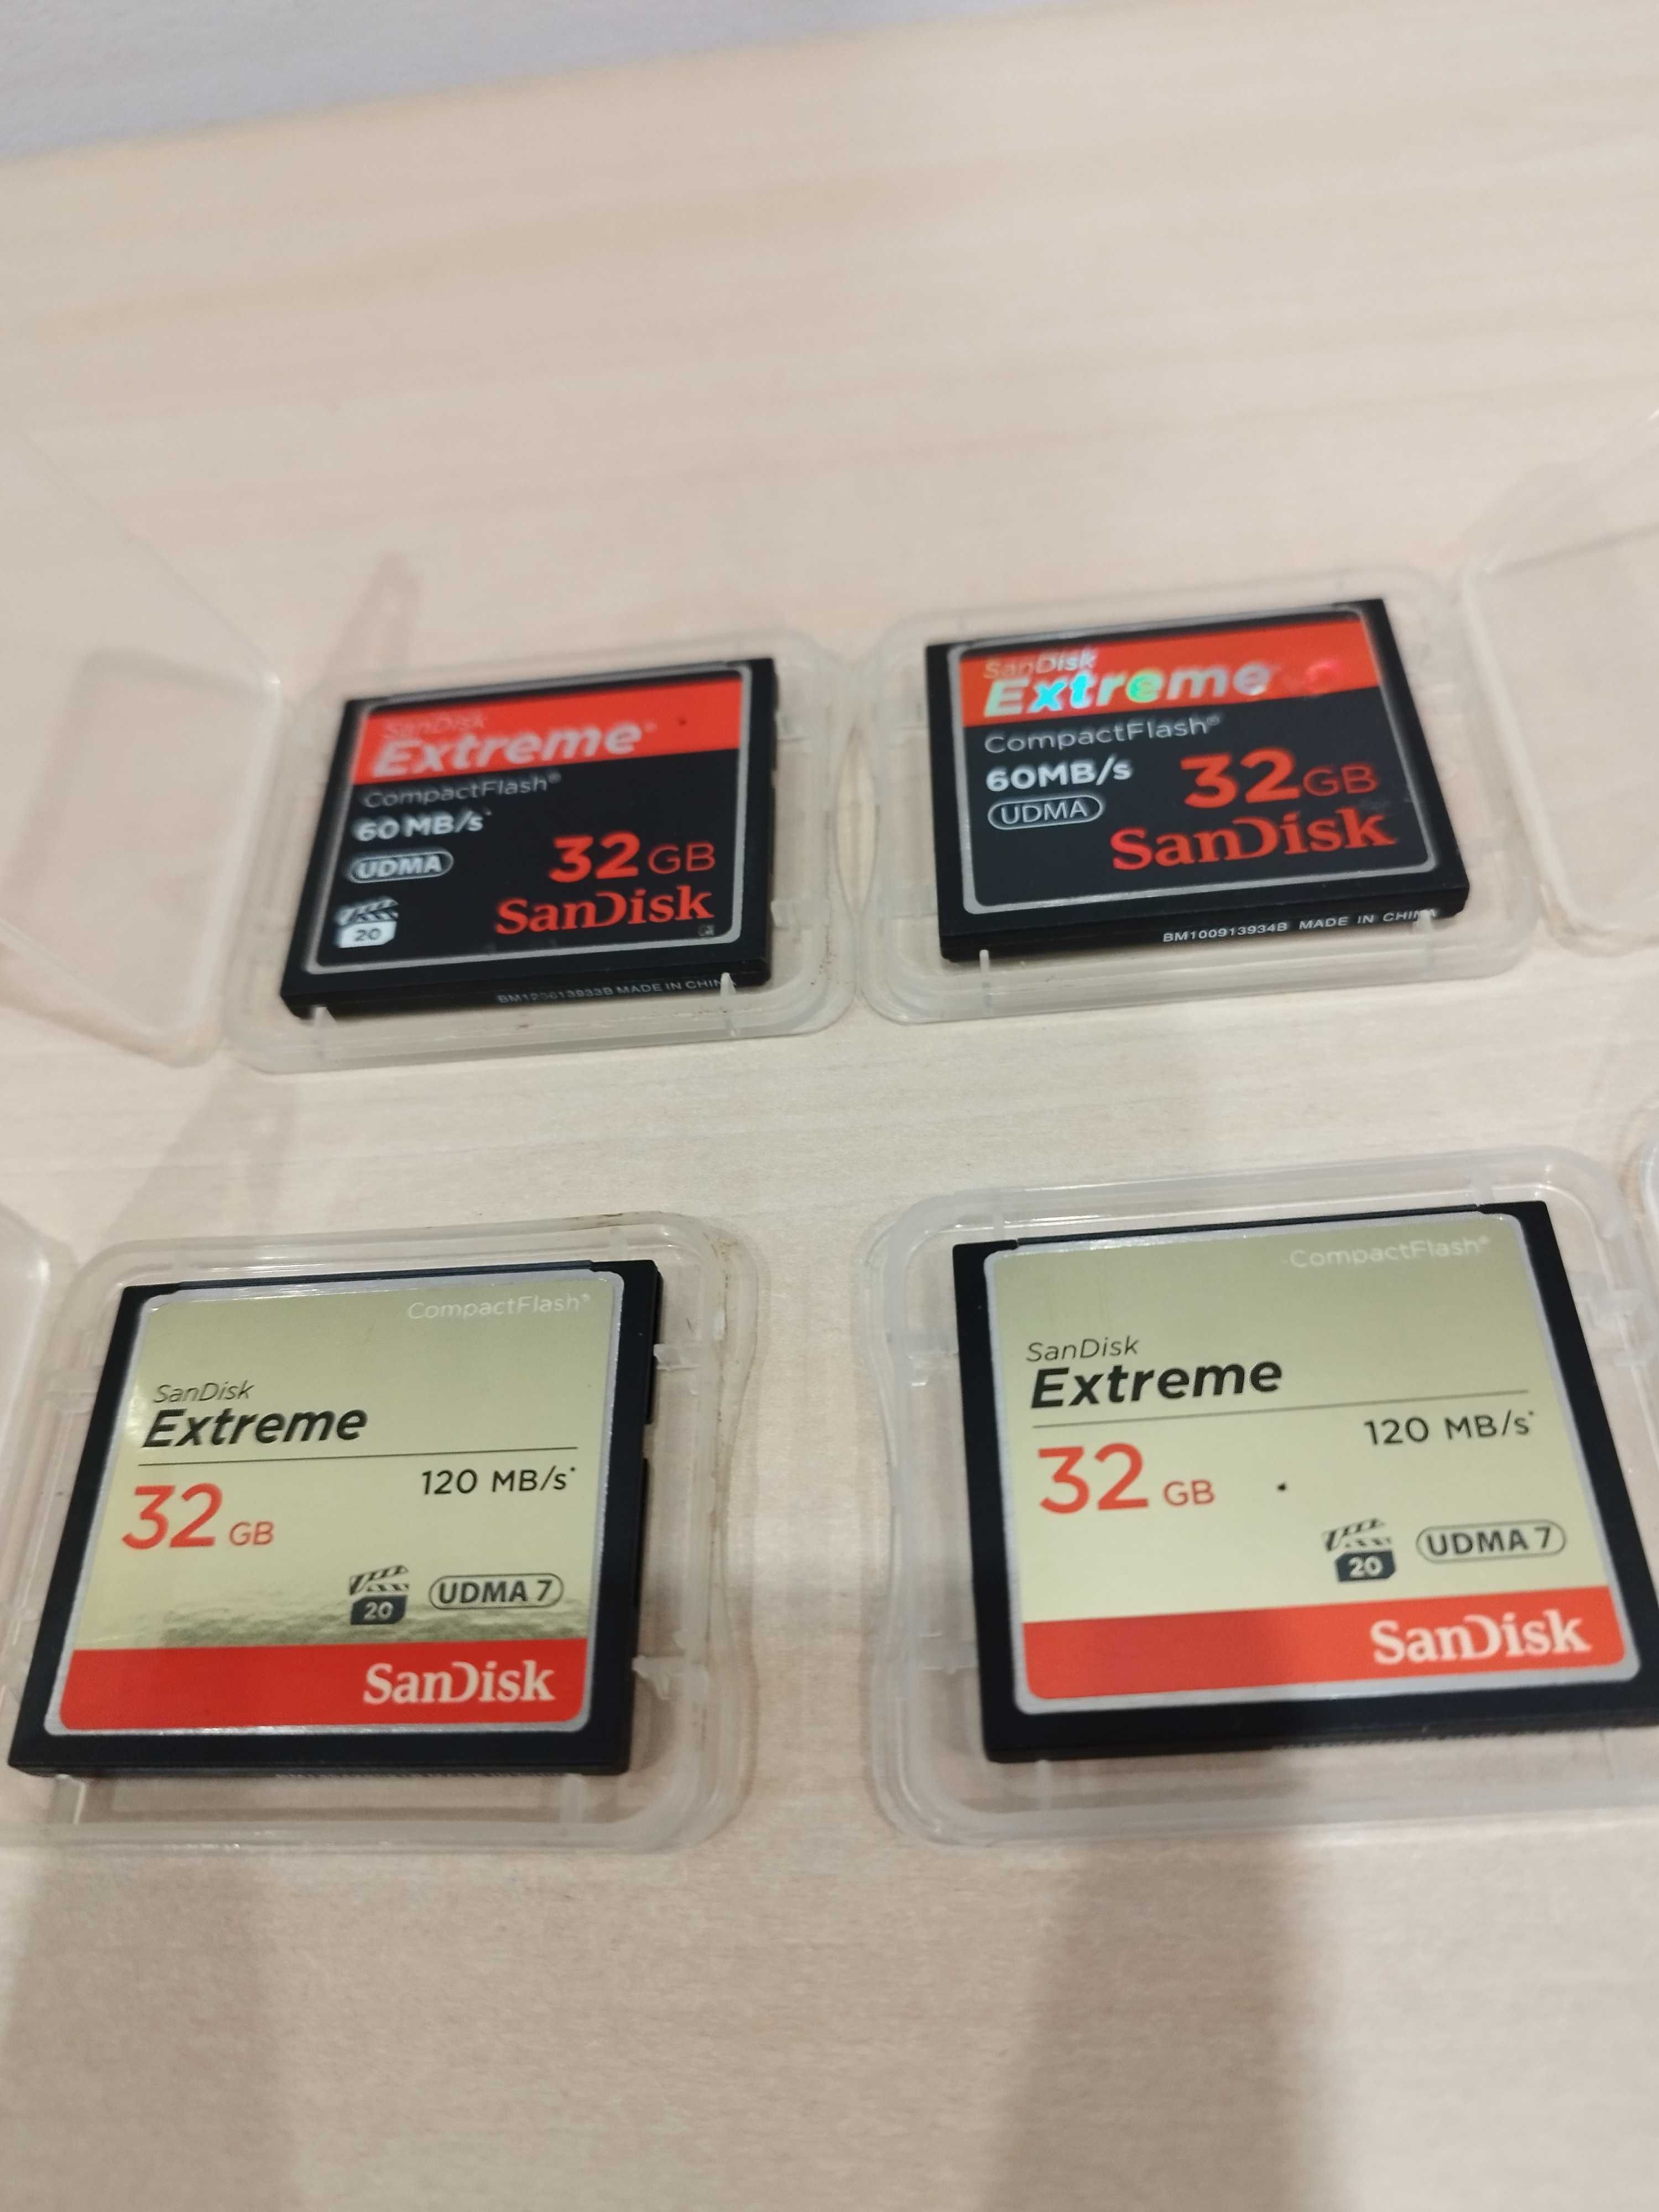 SanDisk
Extreme
CompactFlash®
60 MB/s*
UDMA
32 GB
20
SanDisk
MADE IN CHINA
SanDisk
Extreme
CompactFlash®
60MB/s
32GB
UDMA
SanDisk
BM100913934B MADE IN CHINA
CompactFlash®
SanDisk
Extreme
120 MB/s*
32 GB
20 UDMA 7
SanDisk
CompactFlash®
SanDisk
Extreme
120 MB/s*
32 GB
20 UDMA 7
SanDisk